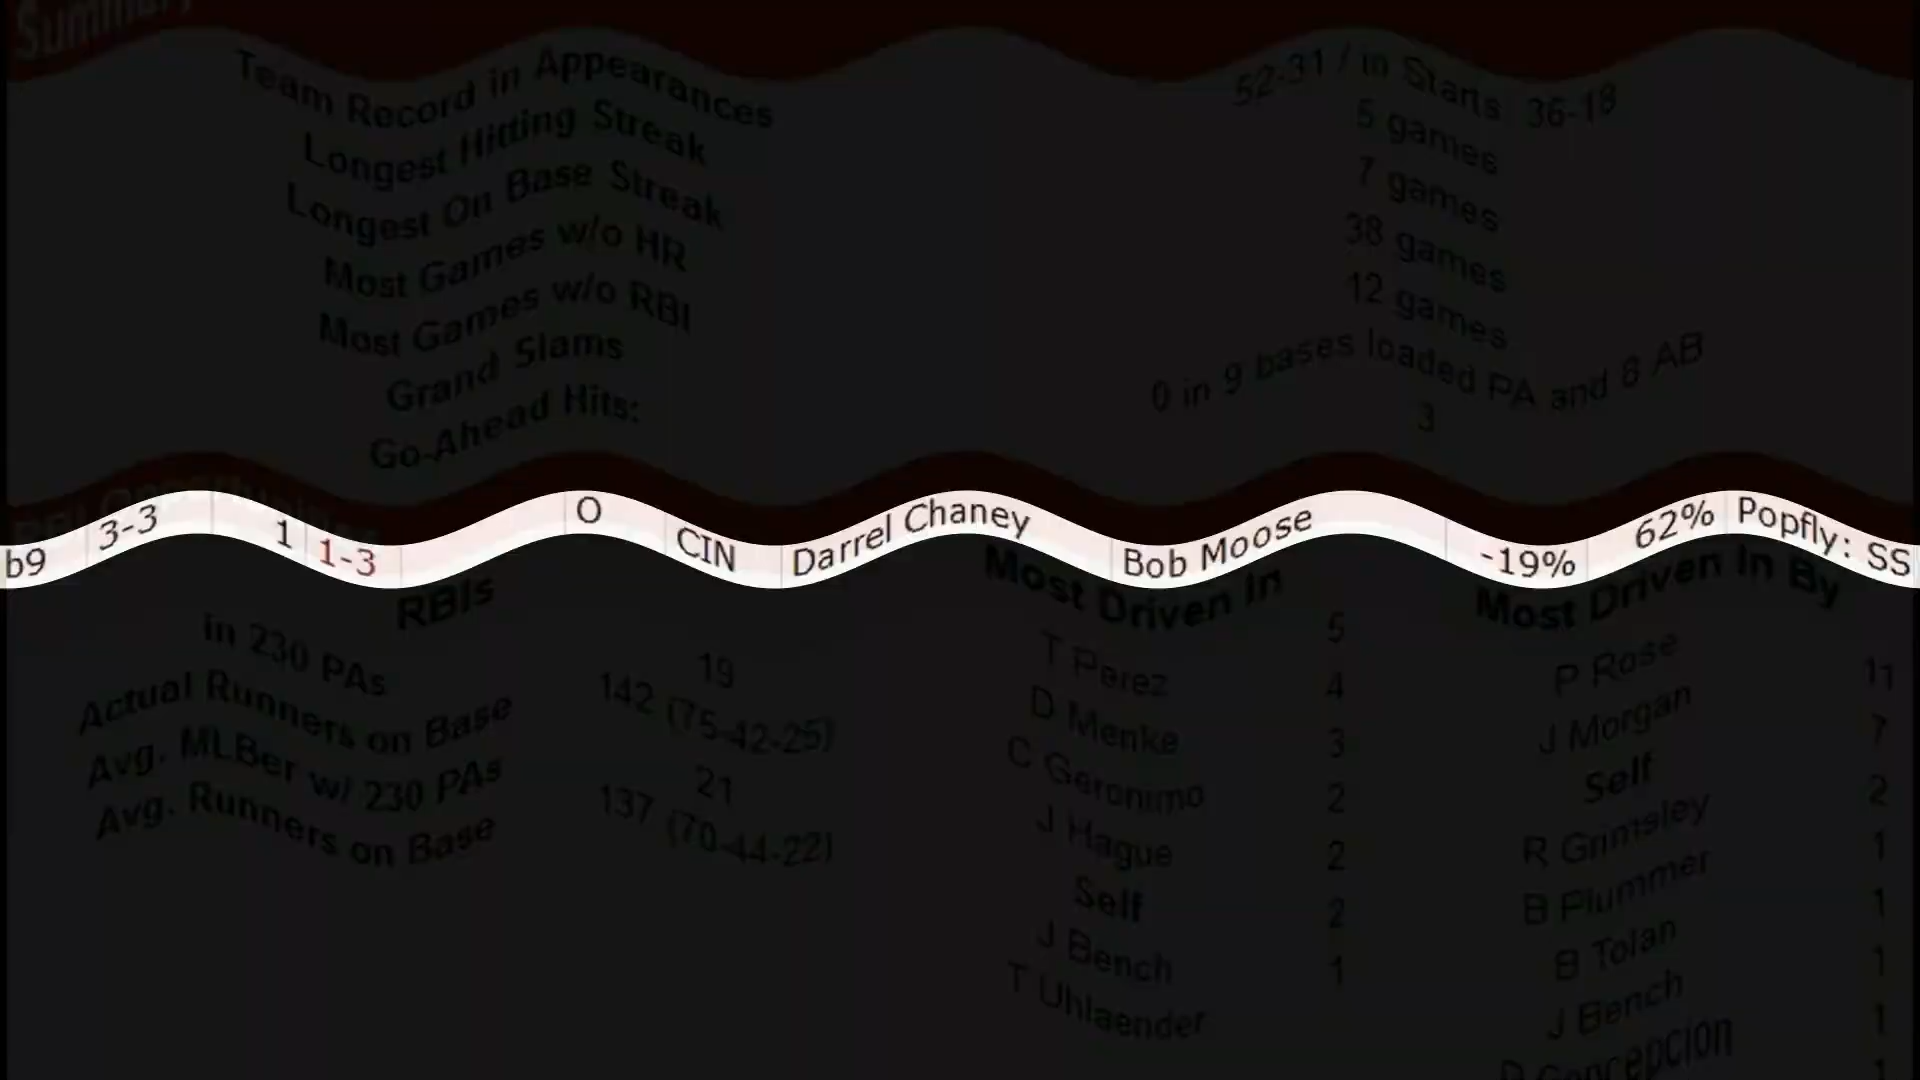 Summary
Team Record in Appearances 52-31 / in Starts: 36-18
Longest Hitting Streak 5 games
Longest On Base Streak 7 games
Most Games w/o HR 38 games
Most Games w/o RBI 12 games
Grand Slams 0 in 9 bases loaded PA and 8 AB
Go-Ahead Hits: 3
b9 3-3 1 1-3 O CIN Darrel Chaney Bob Moose -19% 62% Popfly: SS
RBIs Most Driven In Most Driven In By
in 230 PAs 19 T Perez 5 P Rose 11
Actual Runners on Base 142 (75-42-25) D Menke 4 J Morgan 7
Avg. MLBer w/ 230 PAs 21 C Geronimo 3 Self 2
Avg. Runners on Base 137 (70-44-22) J Hague 2 R Grimsley 1
Self 2 B Plummer 1
J Bench 2 B Tolan 1
T Uhlaender 1 J Bench 1
D Concepcion 1